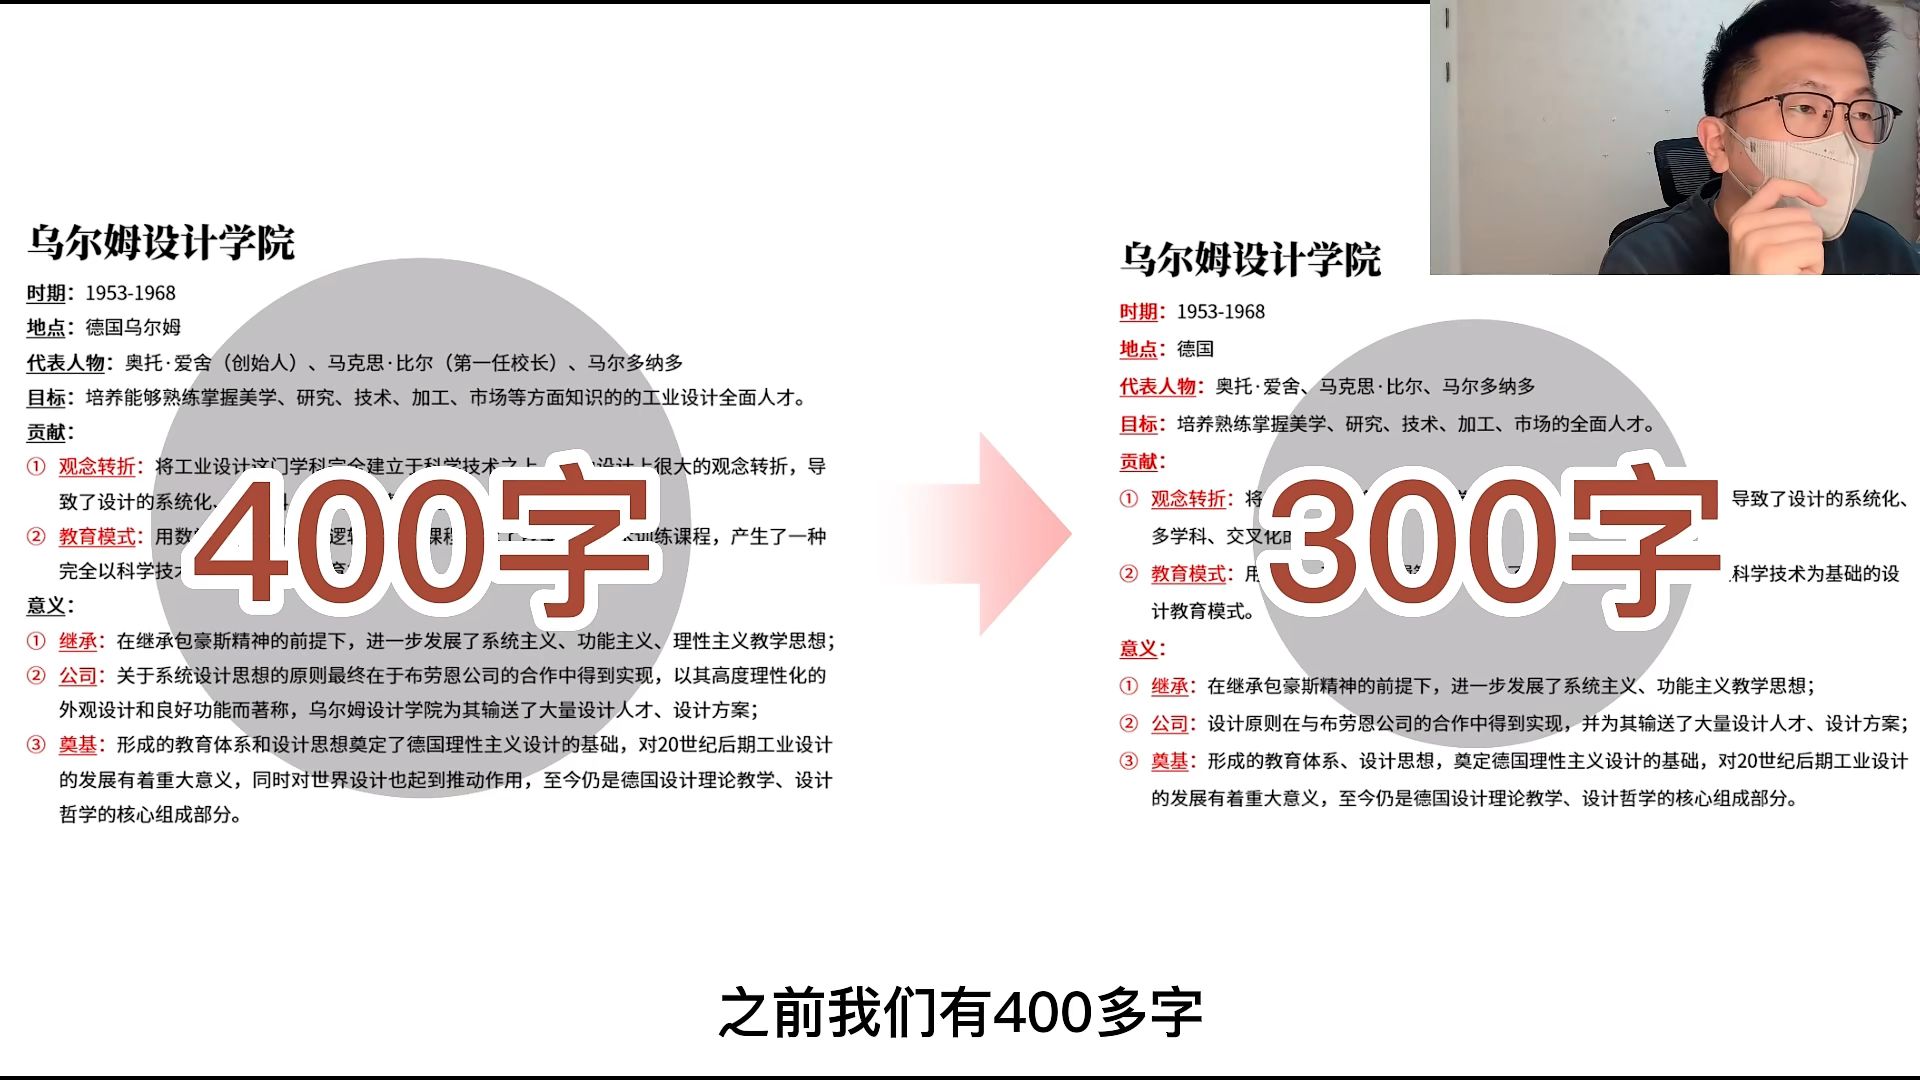 乌尔姆设计学院
时期：1953-1968
地点：德国乌尔姆
代表人物：奥托·爱舍（创始人）、马克思·比尔（第一任校长）、马尔多纳多
目标：培养能够熟练掌握美学、研究、技术、加工、市场等方面知识的的工业设计全面人才。
贡献：
① 观念转折：将工业设计这门学科完全建立于科学技术之上 设计上很大的观念转折，导
致了设计的系统化、
② 教育模式：用数 逻辑 课程 训练课程，产生了一种
完全以科学技
意义：
① 继承：在继承包豪斯精神的前提下，进一步发展了系统主义、功能主义、理性主义教学思想；
② 公司：关于系统设计思想的原则最终在于布劳恩公司的合作中得到实现，以其高度理性化的
外观设计和良好功能而著称，乌尔姆设计学院为其输送了大量设计人才、设计方案；
③ 奠基：形成的教育体系和设计思想奠定了德国理性主义设计的基础，对20世纪后期工业设计
的发展有着重大意义，同时对世界设计也起到推动作用，至今仍是德国设计理论教学、设计
哲学的核心组成部分。
400字
乌尔姆设计学院
时期：1953-1968
地点：德国
代表人物：奥托·爱舍、马克思·比尔、马尔多纳多
目标：培养熟练掌握美学、研究、技术、加工、市场的全面人才。
贡献：
① 观念转折：将 导致了设计的系统化、
多学科、交叉化
② 教育模式：用 科学技术为基础的设
计教育模式。
意义：
① 继承：在继承包豪斯精神的前提下，进一步发展了系统主义、功能主义教学思想；
② 公司：设计原则在与布劳恩公司的合作中得到实现，并为其输送了大量设计人才、设计方案；
③ 奠基：形成的教育体系、设计思想，奠定德国理性主义设计的基础，对20世纪后期工业设计
的发展有着重大意义，至今仍是德国设计理论教学、设计哲学的核心组成部分。
300字
之前我们有400多字